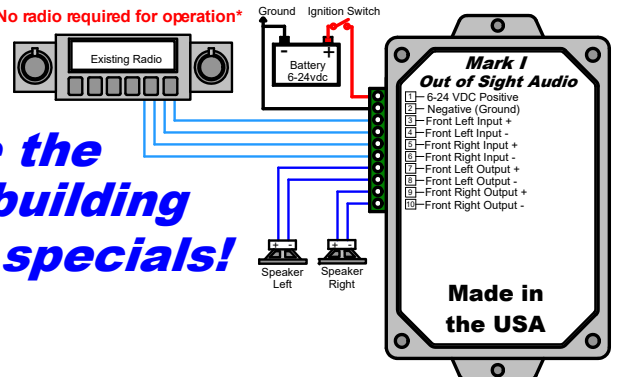 No radio required for operation*
Ground
Ignition Switch
Existing Radio
- +
Battery
6-24vdc
Mark I
Out of Sight Audio
1 6-24 VDC Positive
2 Negative (Ground)
3 Front Left Input +
4 Front Left Input -
5 Front Right Input +
6 Front Right Input -
7 Front Left Output +
8 Front Left Output -
9 Front Right Output +
10 Front Right Output -
the
building
specials!
+ -
Speaker
Left
+ -
Speaker
Right
Made in
the USA